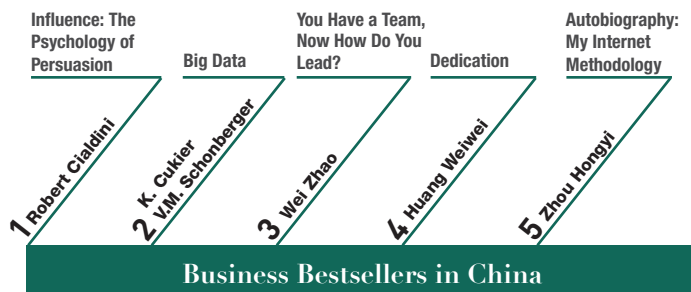 Influence: The
Psychology of
Persuasion
1 Robert Cialdini
Big Data
2 K. Cukier
V.M. Schonberger
You Have a Team,
Now How Do You
Lead?
3 Wei Zhao
Dedication
4 Huang Weiwei
Autobiography:
My Internet
Methodology
5 Zhou Hongyi
Business Bestsellers in China